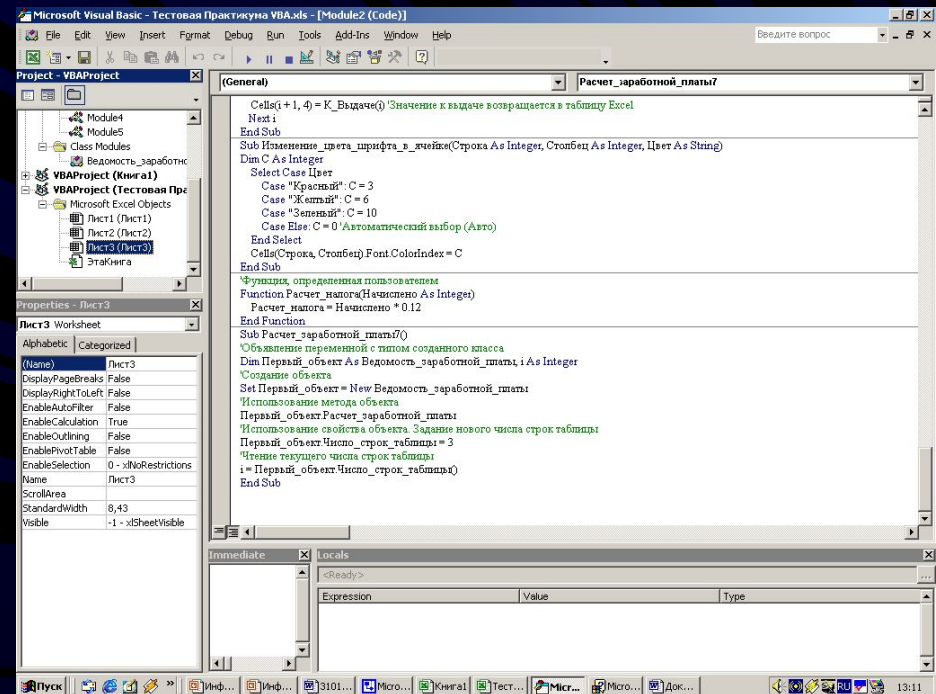 Microsoft Visual Basic - Тестовая Практикума VBA.xls - [Module2 (Code)]
File Edit View Insert Format Debug Run Tools Add-Ins Window Help
Введите вопрос
Project - VBAProject
Module4
Module5
Class Modules
Ведомость_заработно
VBAProject (Книга1)
VBAProject (Тестовая Пра
Microsoft Excel Objects
Лист1 (Лист1)
Лист2 (Лист2)
Лист3 (Лист3)
ЭтаКнига
Properties - Лист3
Лист3 Worksheet
Alphabetic Categorized
(Name) Лист3
DisplayPageBreaks False
DisplayRightToLeft False
EnableAutoFilter False
EnableCalculation True
EnableOutlining False
EnablePivotTable False
EnableSelection 0 - xlNoRestrictions
Name Лист3
ScrollArea
StandardWidth 8,43
Visible -1 - xlSheetVisible
(General) Расчет_заработной_платы7
Cells(i + 1, 4) = К_Выдаче(i) 'Значение к выдаче возвращается в таблицу Excel
Next i
End Sub
Sub Изменение_цвета_шрифта_в_ячейке(Строка As Integer, Столбец As Integer, Цвет As String)
Dim C As Integer
Select Case Цвет
Case "Красный": C = 3
Case "Желтый": C = 6
Case "Зеленый": C = 10
Case Else: C = 0 'Автоматический выбор (Авто)
End Select
Cells(Строка, Столбец).Font.ColorIndex = C
End Sub
'Функция, определенная пользователем
Function Расчет_налога(Начислено As Integer)
Расчет_налога = Начислено * 0.12
End Function
Sub Расчет_заработной_платы7()
'Объявление переменной с типом созданного класса
Dim Первый_объект As Ведомость_заработной_платы, i As Integer
'Создание объекта
Set Первый_объект = New Ведомость_заработной_платы
'Использование метода объекта
Первый_объект.Расчет_заработной_платы
'Использование свойства объекта. Задание нового числа строк таблицы
Первый_объект.Число_строк_таблицы = 3
'Чтение текущего числа строк таблицы
i = Первый_объект.Число_строк_таблицы()
End Sub
Immediate
Locals
<Ready>
Expression Value Type
Пуск » Инф... Инф... 3101... Micro... Книга1 Тест... Micr... Micro... Док... RU 13:11